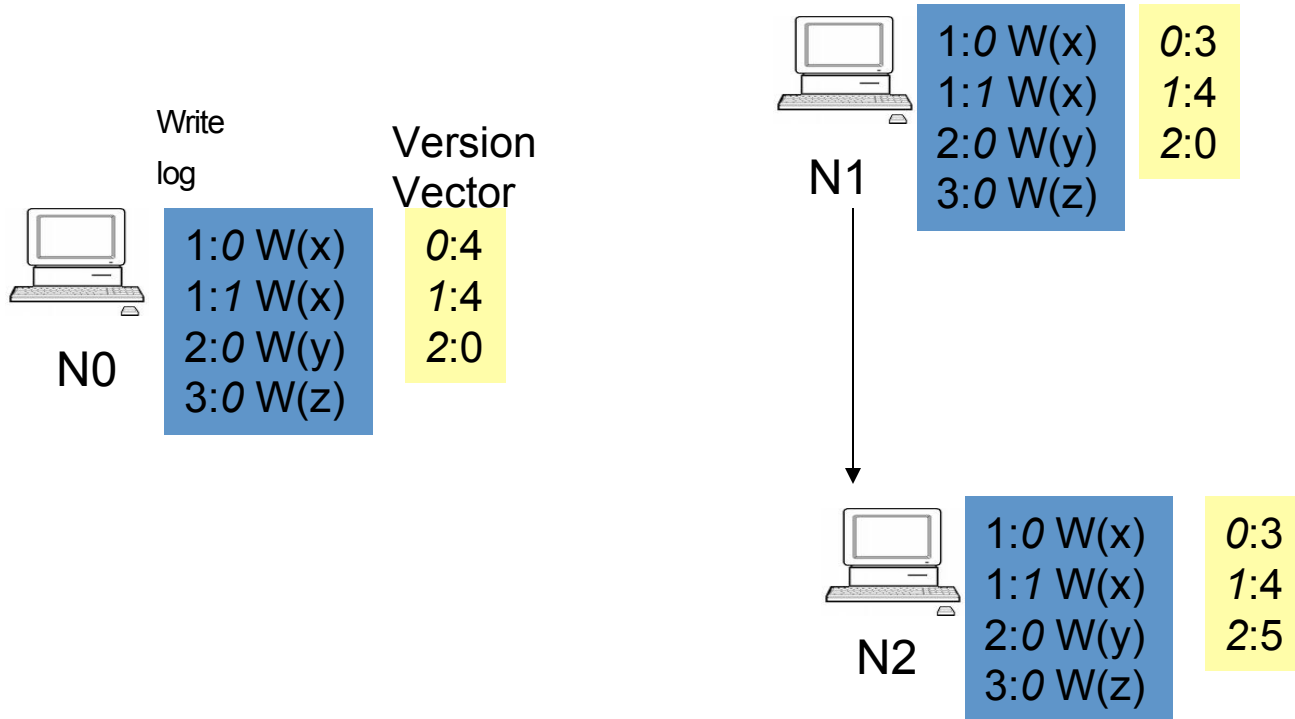 Write
log
Version
Vector
1:0 W(x)
1:1 W(x)
2:0 W(y)
3:0 W(z)
0:4
1:4
2:0
N0
1:0 W(x)
1:1 W(x)
2:0 W(y)
3:0 W(z)
0:3
1:4
2:0
N1
1:0 W(x)
1:1 W(x)
2:0 W(y)
3:0 W(z)
0:3
1:4
2:5
N2